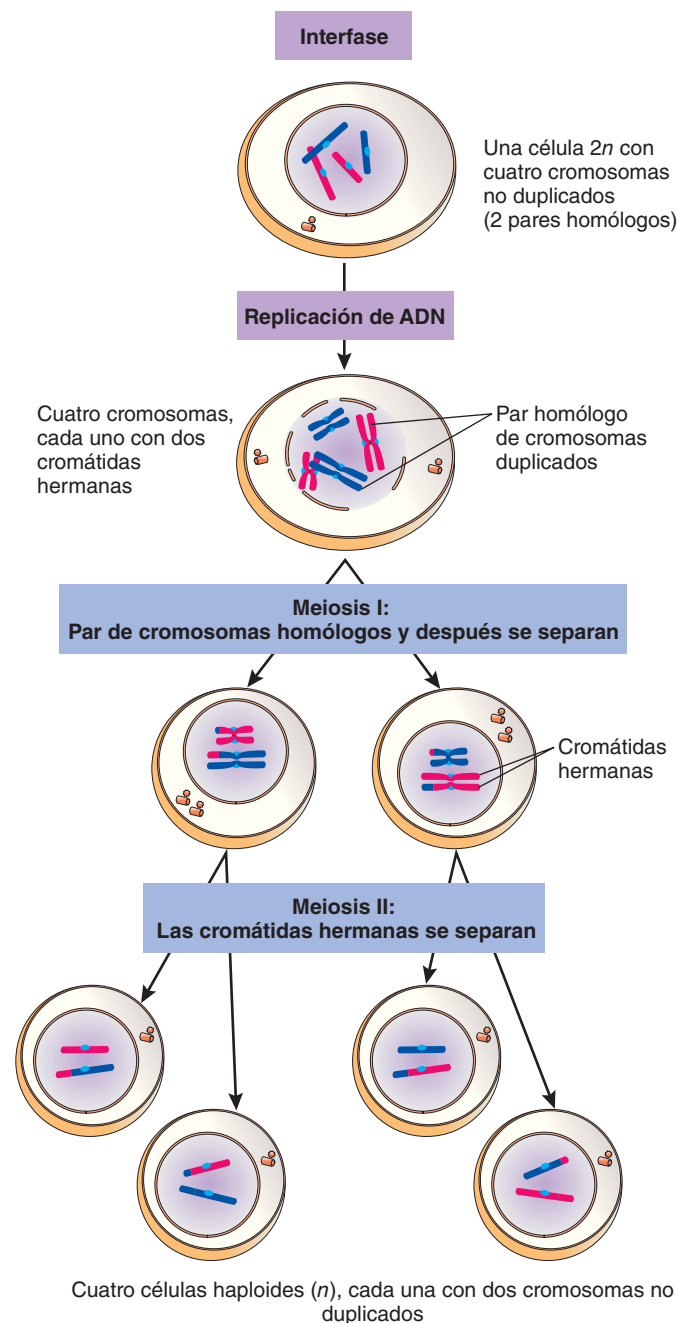 Interfase
Una célula 2n con
cuatro cromosomas
no duplicados
(2 pares homólogos)
Replicación de ADN
Cuatro cromosomas,
cada uno con dos
cromátidas
hermanas
Par homólogo
de cromosomas
duplicados
Meiosis I:
Par de cromosomas homólogos y después se separan
Cromátidas
hermanas
Meiosis II:
Las cromátidas hermanas se separan
Cuatro células haploides (n), cada una con dos cromosomas no
duplicados